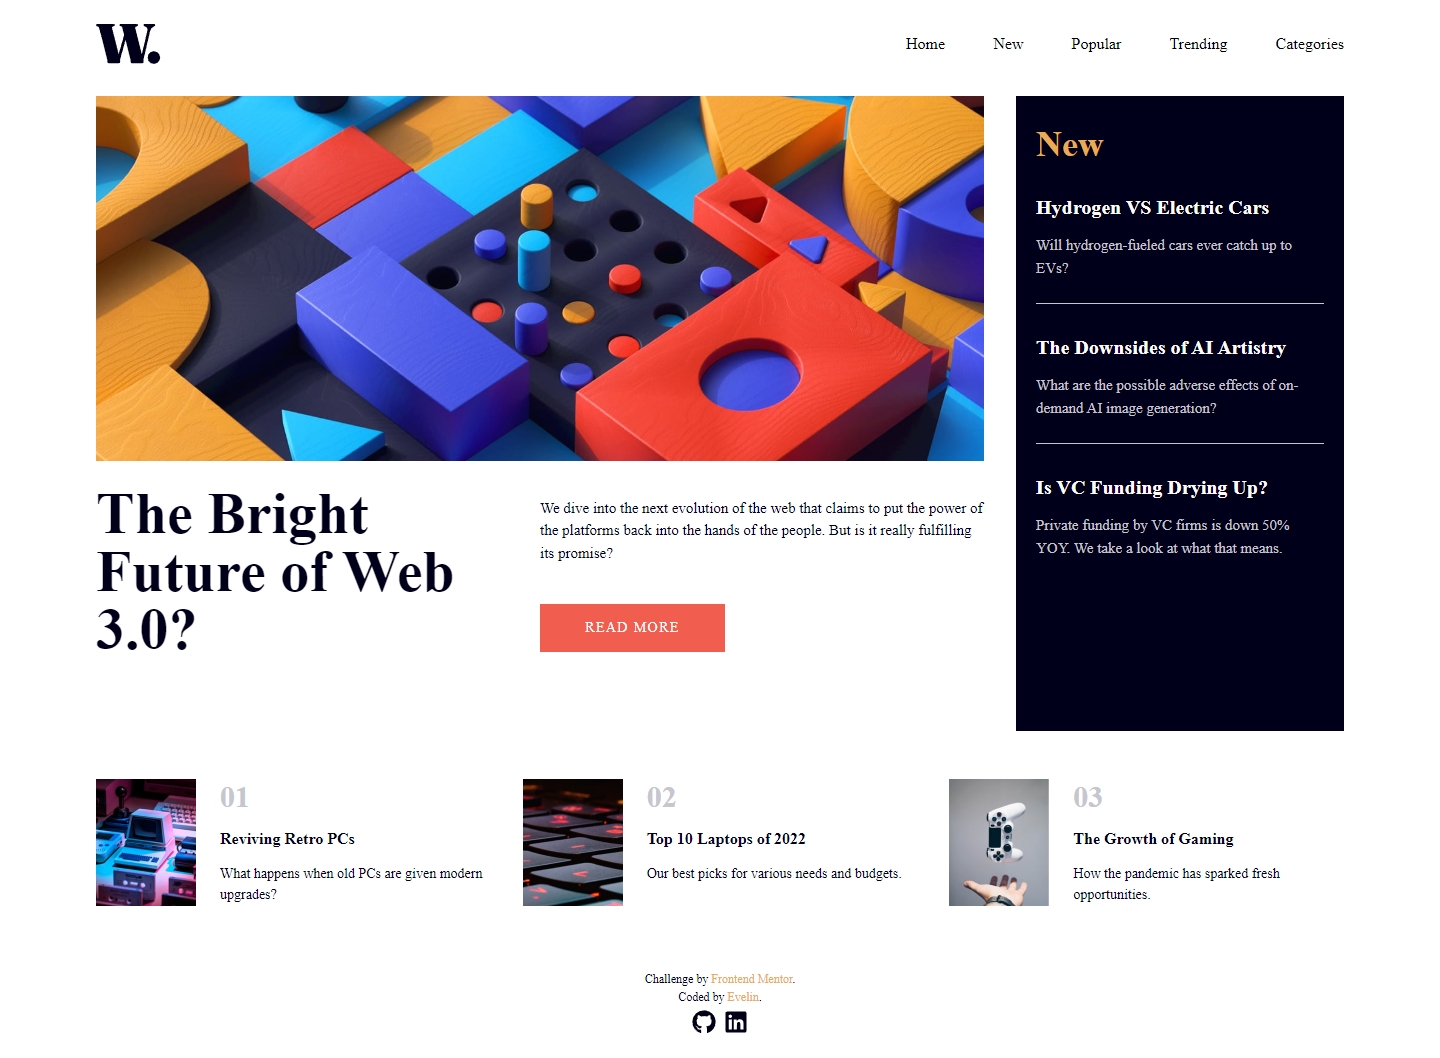 W.
Home New Popular Trending Categories
The Bright
Future of Web
3.0?
We dive into the next evolution of the web that claims to put the power of
the platforms back into the hands of the people. But is it really fulfilling
its promise?
READ MORE
New
Hydrogen VS Electric Cars
Will hydrogen-fueled cars ever catch up to
EVs?
The Downsides of AI Artistry
What are the possible adverse effects of on-
demand AI image generation?
Is VC Funding Drying Up?
Private funding by VC firms is down 50%
YOY. We take a look at what that means.
01
Reviving Retro PCs
What happens when old PCs are given modern
upgrades?
02
Top 10 Laptops of 2022
Our best picks for various needs and budgets.
03
The Growth of Gaming
How the pandemic has sparked fresh
opportunities.
Challenge by Frontend Mentor.
Coded by Evelin.
in